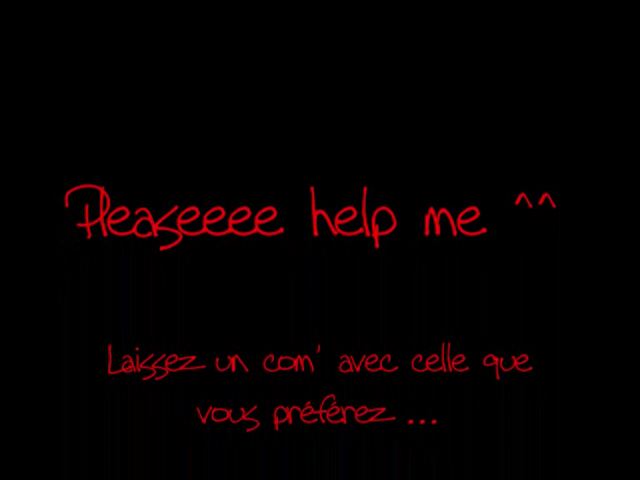 Pleaseeee help me ^^
Laissez un com' avec celle que
vous préférez ...